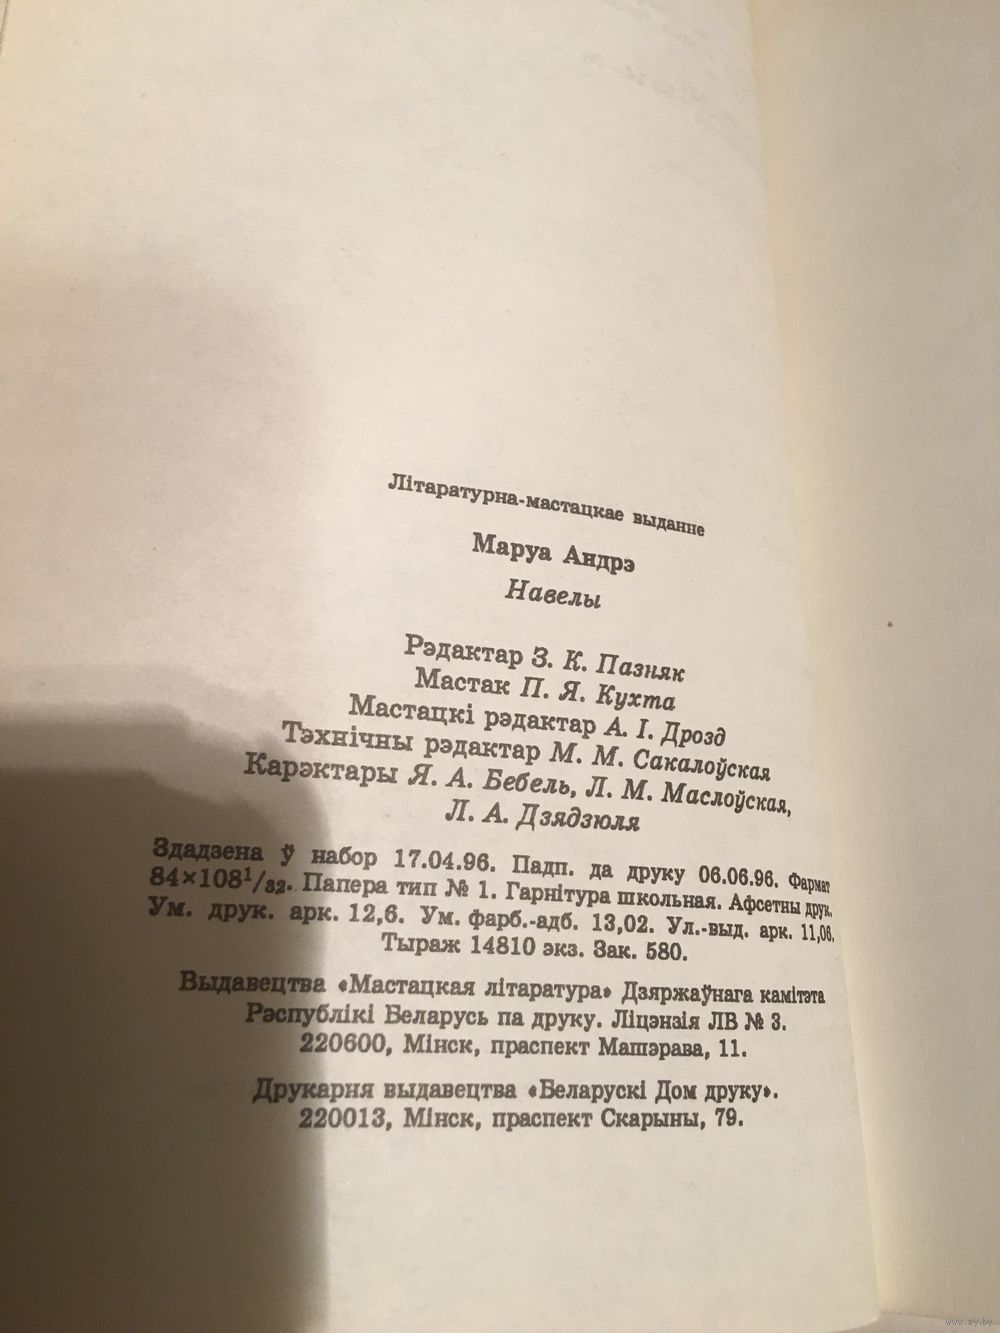 Літаратурна-мастацкае выданне
Маруа Андрэ
Навелы
Рэдактар З. К. Пазняк
Мастак П. Я. Кухта
Мастацкі рэдактар А. І. Дрозд
Тэхнічны рэдактар М. М. Сакалоўская
Карэктары Я. А. Бебель, Л. М. Маслоўская,
Л. А. Дзядзюля
Здадзена ў набор 17.04.96. Падп. да друку 06.06.96. Фармат
84×108¹/₃₂. Папера тып № 1. Гарнітура школьная. Афсетны друк.
Ум. друк. арк. 12,6. Ум. фарб.-адб. 13,02. Ул.-выд. арк. 11,06.
Тыраж 14810 экз. Зак. 580.
Выдавецтва «Мастацкая літаратура» Дзяржаўнага камітэта
Рэспублікі Беларусь па друку. Ліцэнзія ЛВ № 3.
220600, Мінск, праспект Машэрава, 11.
Друкарня выдавецтва «Беларускі Дом друку».
220013, Мінск, праспект Скарыны, 79.
www.ay.by